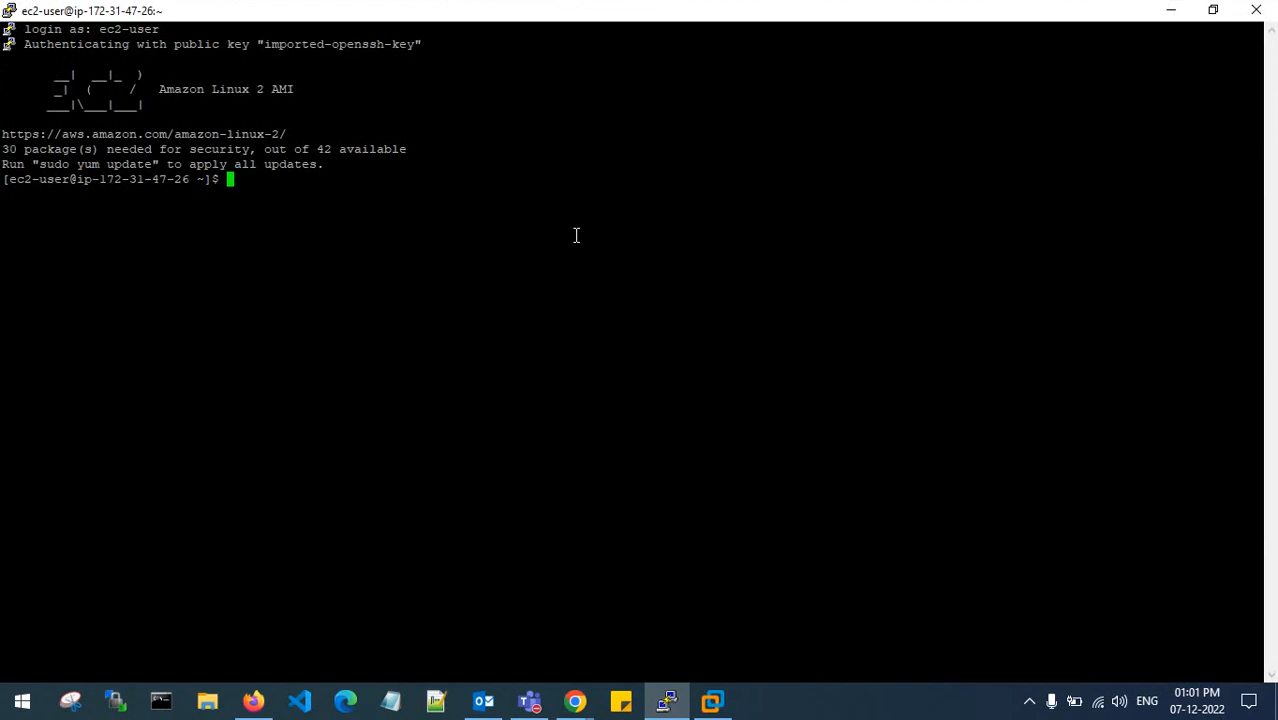 ec2-user@ip-172-31-47-26:~
login as: ec2-user
Authenticating with public key "imported-openssh-key"
__|  __|_  )
_|  (     /   Amazon Linux 2 AMI
___|\___|___|
https://aws.amazon.com/amazon-linux-2/
30 package(s) needed for security, out of 42 available
Run "sudo yum update" to apply all updates.
[ec2-user@ip-172-31-47-26 ~]$
ENG
01:01 PM
07-12-2022